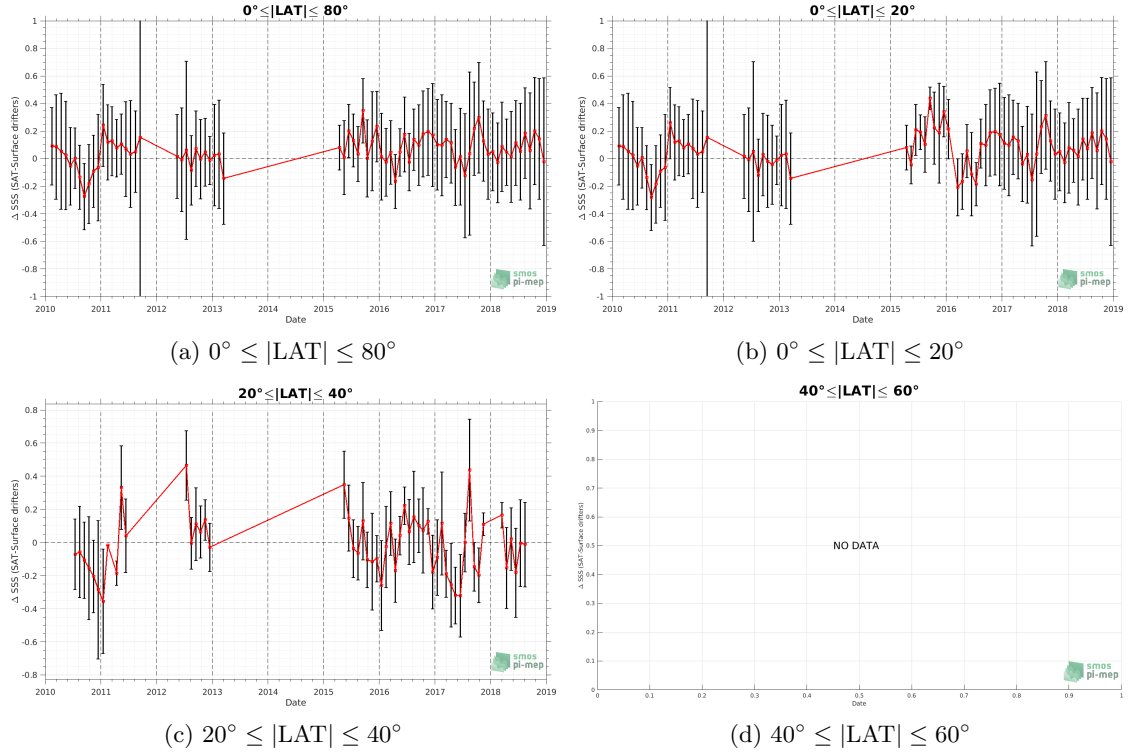 0°≤|LAT|≤ 80°
Δ SSS (SAT-Surface drifters)
1
0.8
0.6
0.4
0.2
0
-0.2
-0.4
-0.6
-0.8
-1
2010 2011 2012 2013 2014 2015 2016 2017 2018 2019
Date
smos
pi-mep
(a) 0° ≤ |LAT| ≤ 80°
0°≤|LAT|≤ 20°
Δ SSS (SAT-Surface drifters)
1
0.8
0.6
0.4
0.2
0
-0.2
-0.4
-0.6
-0.8
-1
2010 2011 2012 2013 2014 2015 2016 2017 2018 2019
Date
smos
pi-mep
(b) 0° ≤ |LAT| ≤ 20°
20°≤|LAT|≤ 40°
Δ SSS (SAT-Surface drifters)
0.8
0.6
0.4
0.2
0
-0.2
-0.4
-0.6
-0.8
2010 2011 2012 2013 2014 2015 2016 2017 2018 2019
Date
smos
pi-mep
(c) 20° ≤ |LAT| ≤ 40°
40°≤|LAT|≤ 60°
Δ SSS (SAT-Surface drifters)
1
0.9
0.8
0.7
0.6
0.5
0.4
0.3
0.2
0.1
0
NO DATA
0 0.1 0.2 0.3 0.4 0.5 0.6 0.7 0.8 0.9 1
Date
smos
pi-mep
(d) 40° ≤ |LAT| ≤ 60°